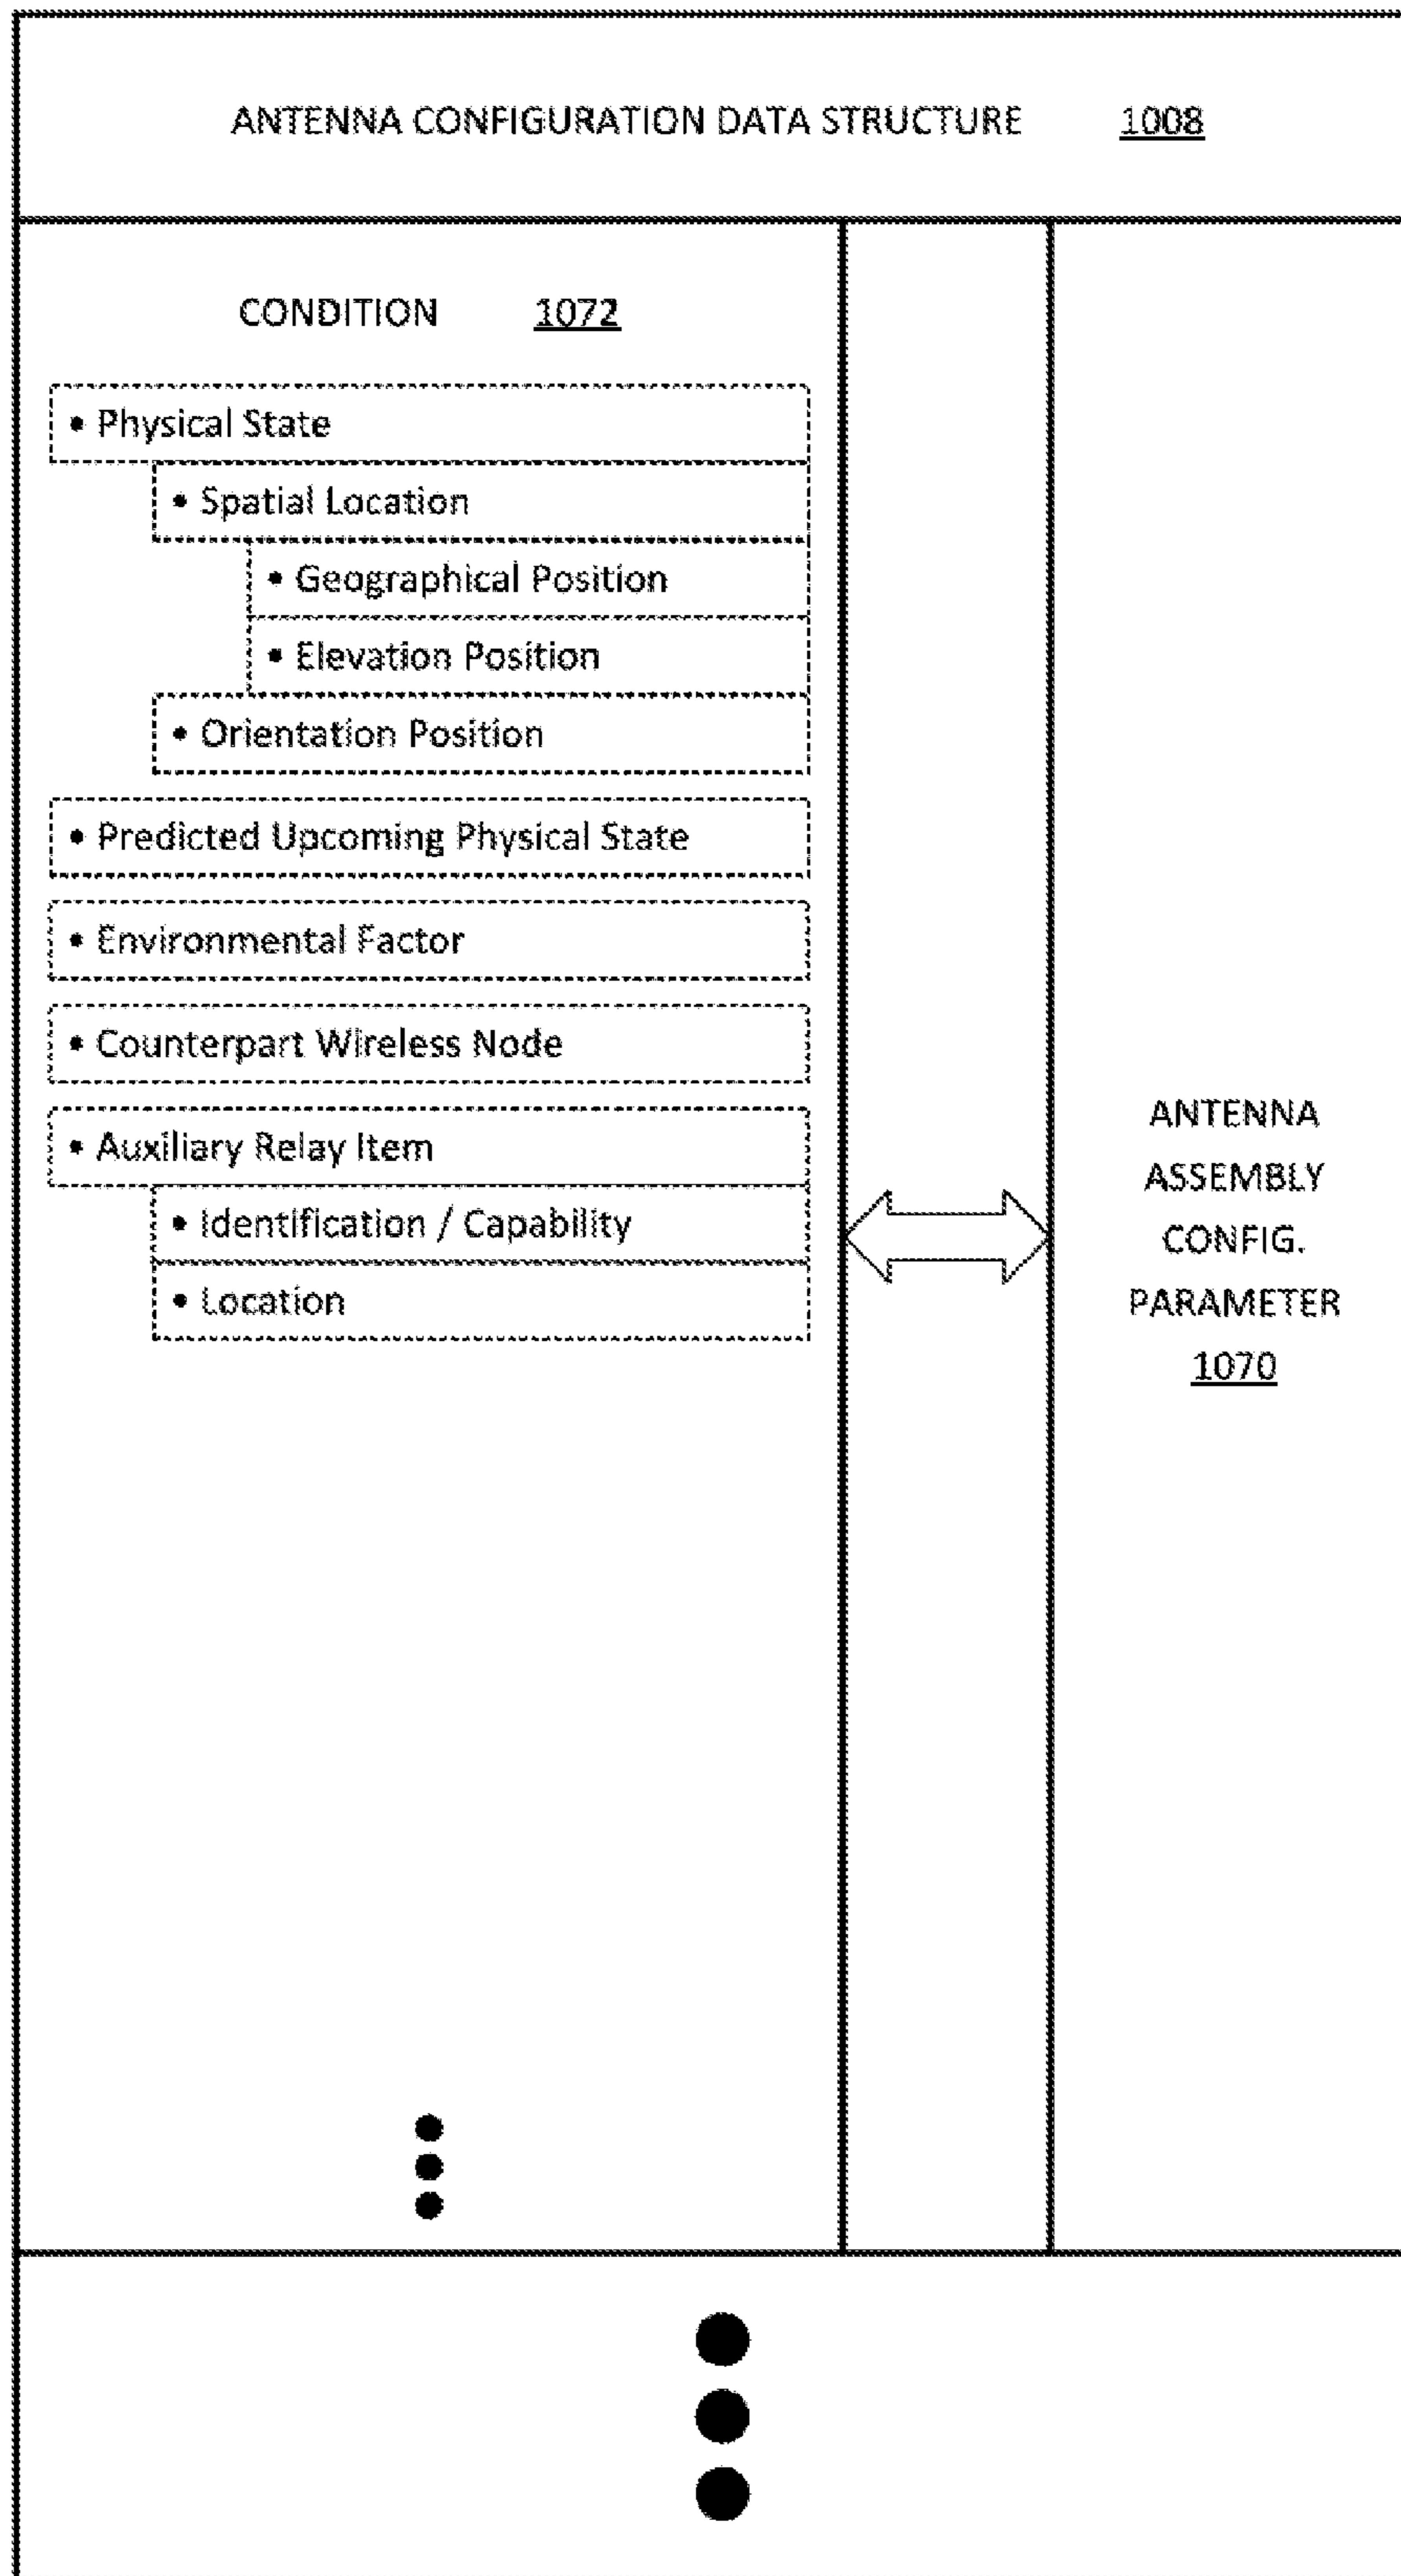 ANTENNA CONFIGURATION DATA STRUCTURE 1008
CONDITION 1072
• Physical State
• Spatial Location
• Geographical Position
• Elevation Position
• Orientation Position
• Predicted Upcoming Physical State
• Environmental Factor
• Counterpart Wireless Node
• Auxiliary Relay Item
• Identification / Capability
• Location
ANTENNA
ASSEMBLY
CONFIG.
PARAMETER
1070